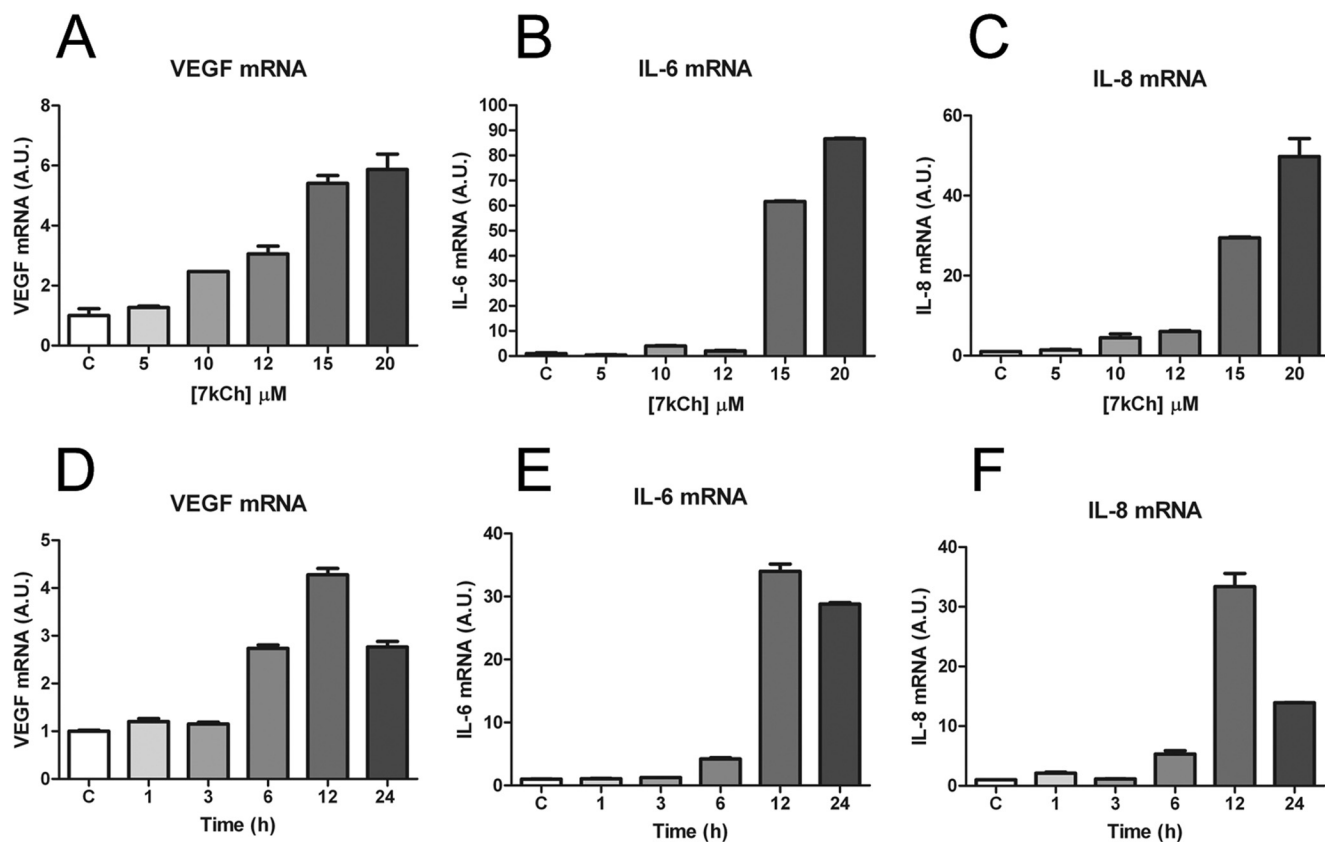 A
VEGF mRNA
VEGF mRNA (A.U.)
8
6
4
2
0
C 5 10 12 15 20
[7kCh] μM
B
IL-6 mRNA
IL-6 mRNA (A.U.)
100
90
80
70
60
50
40
30
20
10
0
C 5 10 12 15 20
[7kCh] μM
C
IL-8 mRNA
IL-8 mRNA (A.U.)
60
40
20
0
C 5 10 12 15 20
[7kCh] μM
D
VEGF mRNA
VEGF mRNA (A.U.)
5
4
3
2
1
0
C 1 3 6 12 24
Time (h)
E
IL-6 mRNA
IL-6 mRNA (A.U.)
40
30
20
10
0
C 1 3 6 12 24
Time (h)
F
IL-8 mRNA
IL-8 mRNA (A.U.)
40
30
20
10
0
C 1 3 6 12 24
Time (h)